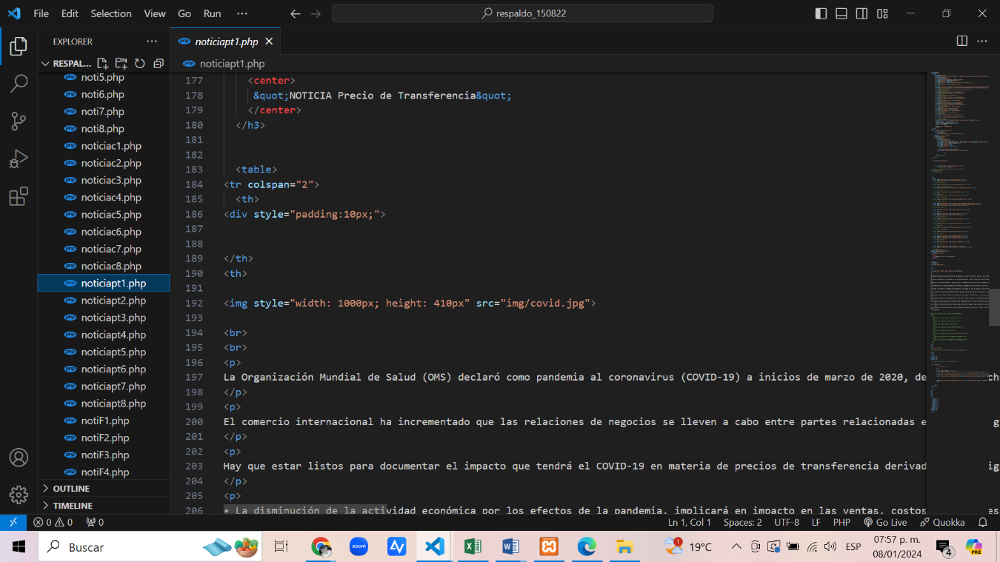 File Edit Selection View Go Run ··· respaldo_150822
EXPLORER ···
RESPAL...
noti5.php
noti6.php
noti7.php
noti8.php
noticiac1.php
noticiac2.php
noticiac3.php
noticiac4.php
noticiac5.php
noticiac6.php
noticiac7.php
noticiac8.php
noticiapt1.php
noticiapt2.php
noticiapt3.php
noticiapt4.php
noticiapt5.php
noticiapt6.php
noticiapt7.php
noticiapt8.php
notiF1.php
notiF2.php
notiF3.php
notiF4.php
OUTLINE
TIMELINE
noticiapt1.php
noticiapt1.php
177 <center>
178 &quot;NOTICIA Precio de Transferencia&quot;
179 </center>
180 </h3>
181
182
183 <table>
184 <tr colspan="2">
185 <th>
186 <div style="padding:10px;">
187
188
189 </th>
190 <th>
191
192 <img style="width: 1000px; height: 410px" src="img/covid.jpg">
193
194 <br>
195 <br>
196 <p>
197 La Organización Mundial de Salud (OMS) declaró como pandemia al coronavirus (COVID-19) a inicios de marzo de 2020, de ch
198 </p>
199 <p>
200 El comercio internacional ha incrementado que las relaciones de negocios se lleven a cabo entre partes relacionadas e g
201 </p>
202 <p>
203 Hay que estar listos para documentar el impacto que tendrá el COVID-19 en materia de precios de transferencia derivad ig
204 </p>
205 <p>
206 • La disminución de la actividad económica por los efectos de la pandemia, implicará en impacto en las ventas, costos es
0 0 0 Ln 1, Col 1 Spaces: 2 UTF-8 LF PHP Go Live Quokka
Buscar zoom 1 19°C ESP 07:57 p. m. 4 PRE
08/01/2024